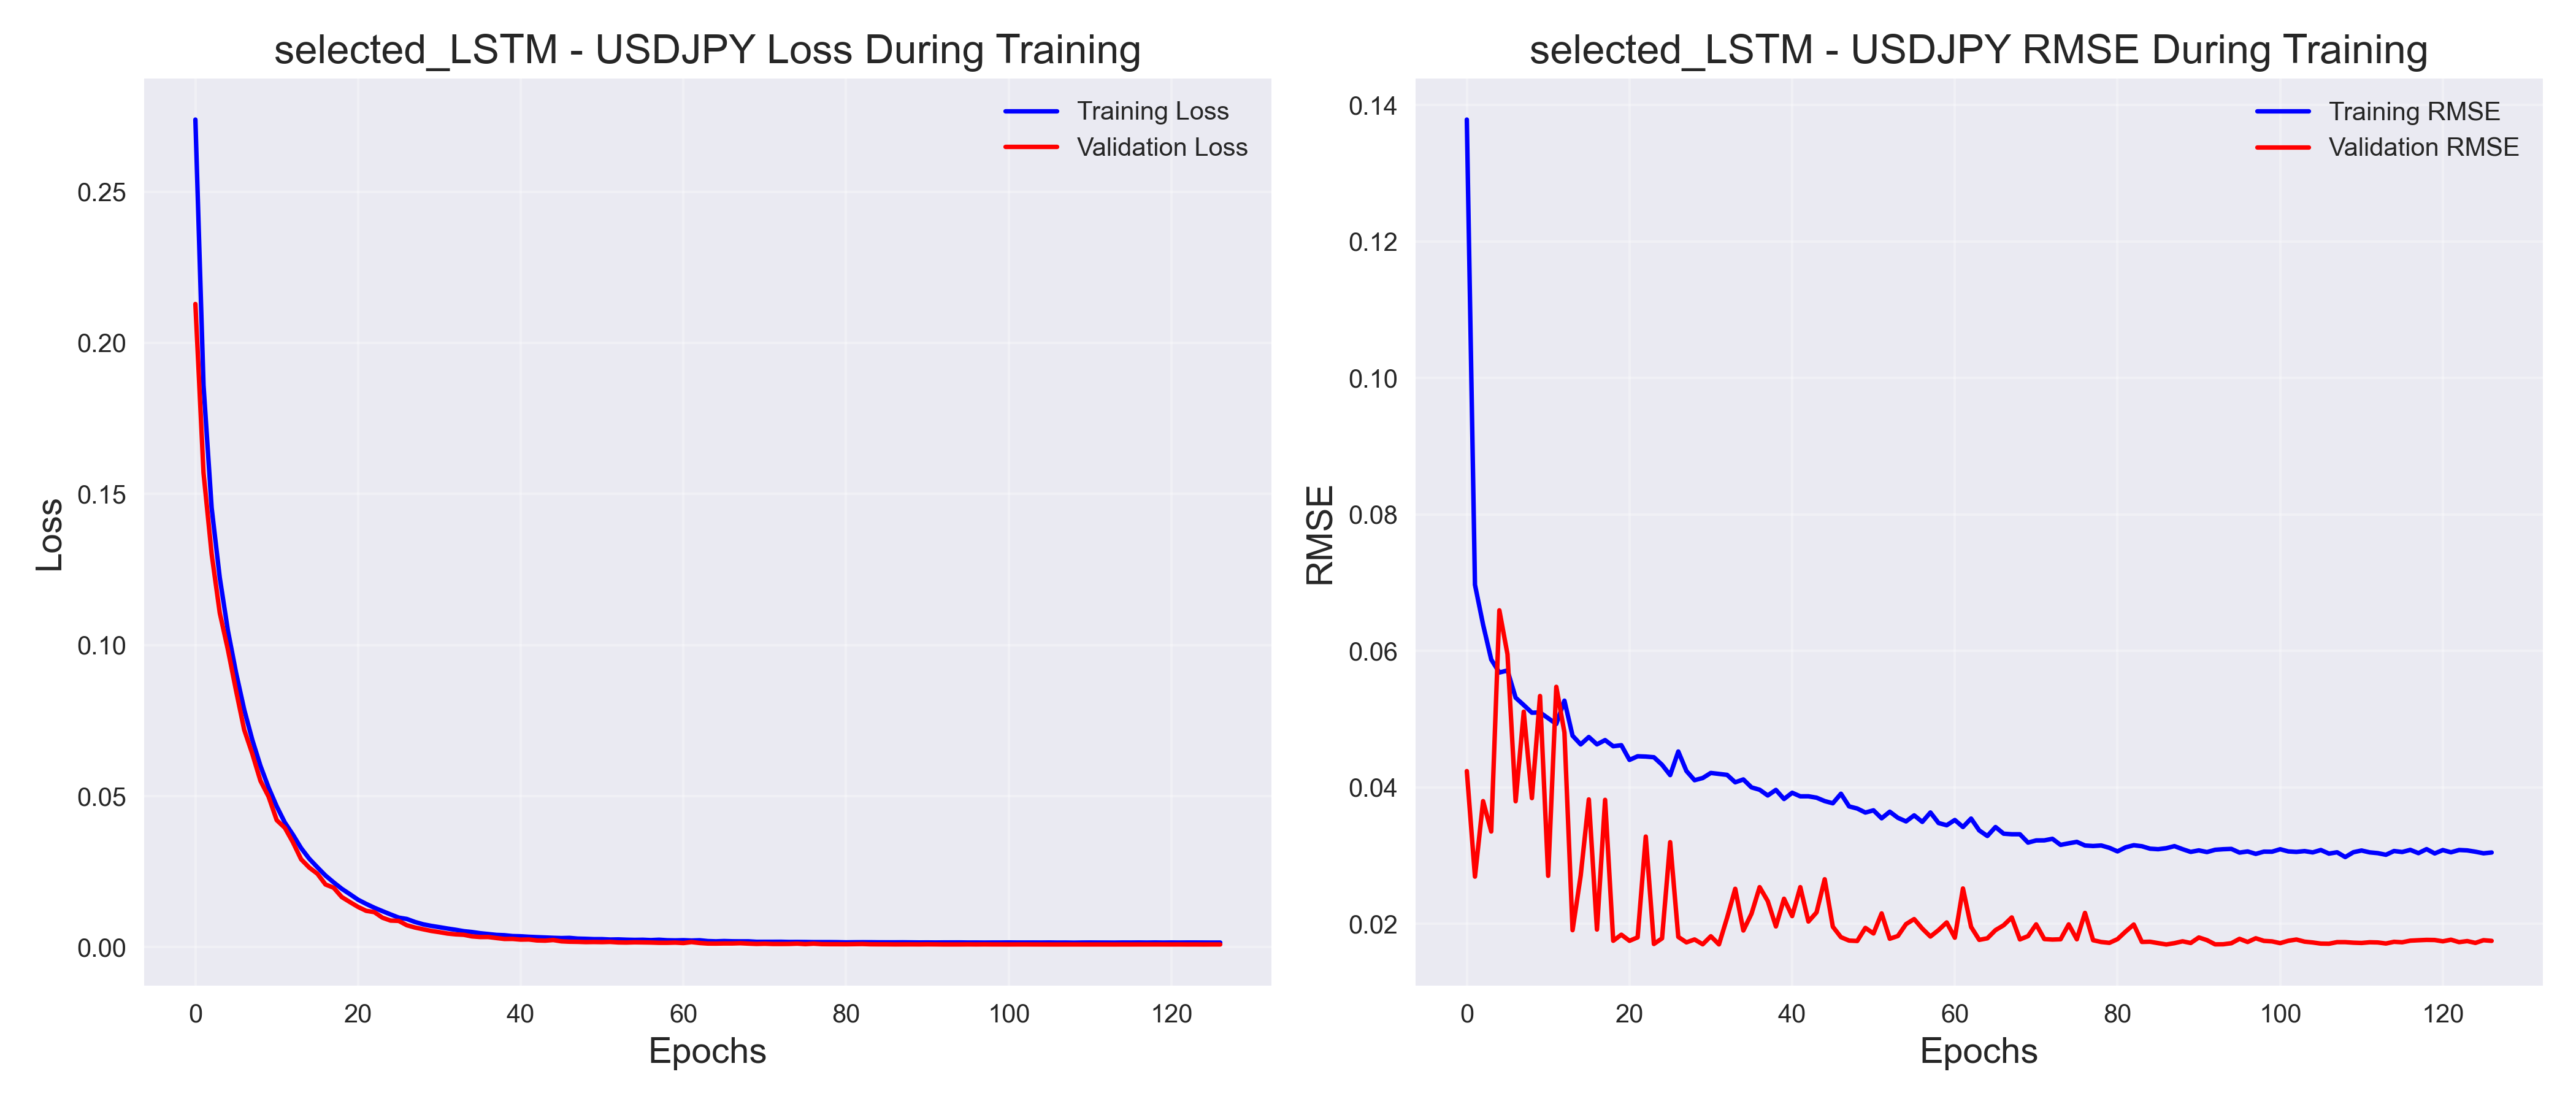 selected_LSTM - USDJPY Loss During Training
Training Loss
Validation Loss
0.25
0.20
0.15
0.10
0.05
0.00
Loss
0 20 40 60 80 100 120
Epochs
selected_LSTM - USDJPY RMSE During Training
Training RMSE
Validation RMSE
0.14
0.12
0.10
0.08
0.06
0.04
0.02
RMSE
0 20 40 60 80 100 120
Epochs